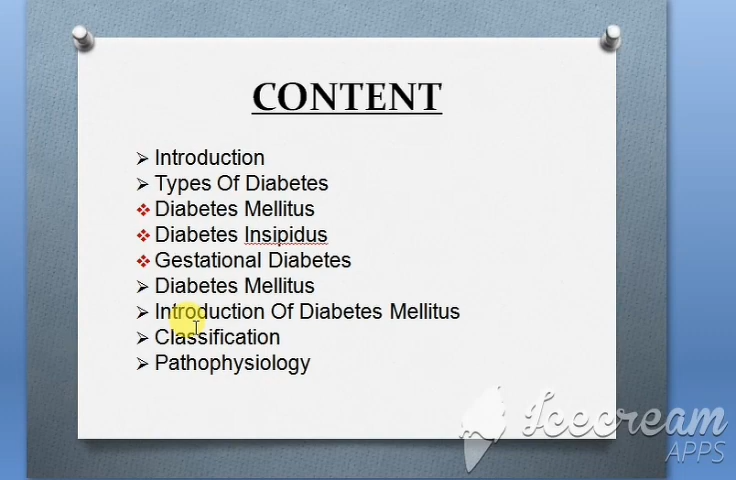 CONTENT
Introduction
Types Of Diabetes
Diabetes Mellitus
Diabetes Insipidus
Gestational Diabetes
Diabetes Mellitus
Introduction Of Diabetes Mellitus
Classification
Pathophysiology
Icecream
APPS